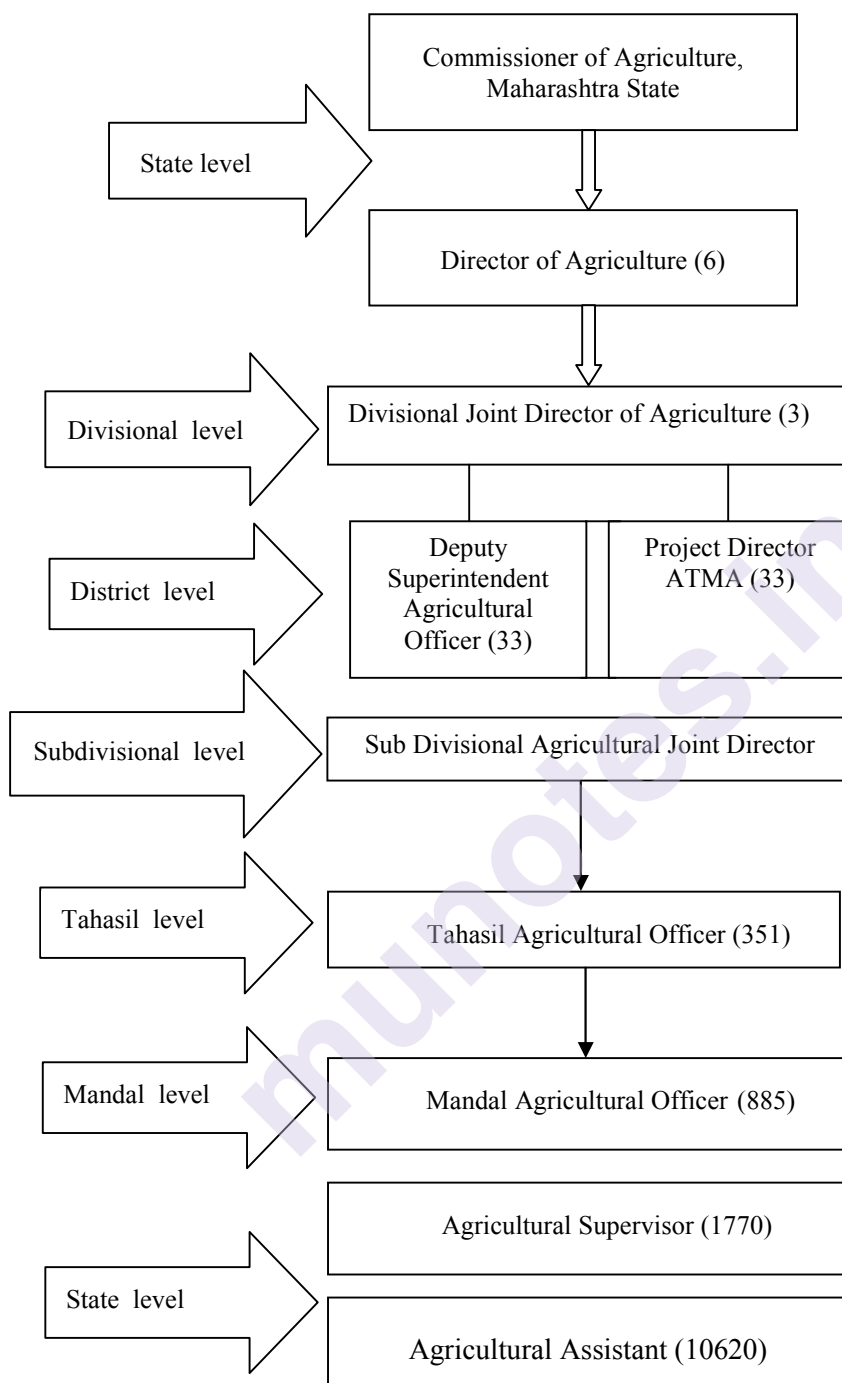 Commissioner of Agriculture,
Maharashtra State
State level
Director of Agriculture (6)
Divisional level
Divisional Joint Director of Agriculture (3)
District level
Deputy
Superintendent
Agricultural
Officer (33)
Project Director
ATMA (33)
Subdivisional level
Sub Divisional Agricultural Joint Director
Tahasil level
Tahasil Agricultural Officer (351)
Mandal level
Mandal Agricultural Officer (885)
Agricultural Supervisor (1770)
State level
Agricultural Assistant (10620)
munotes.in